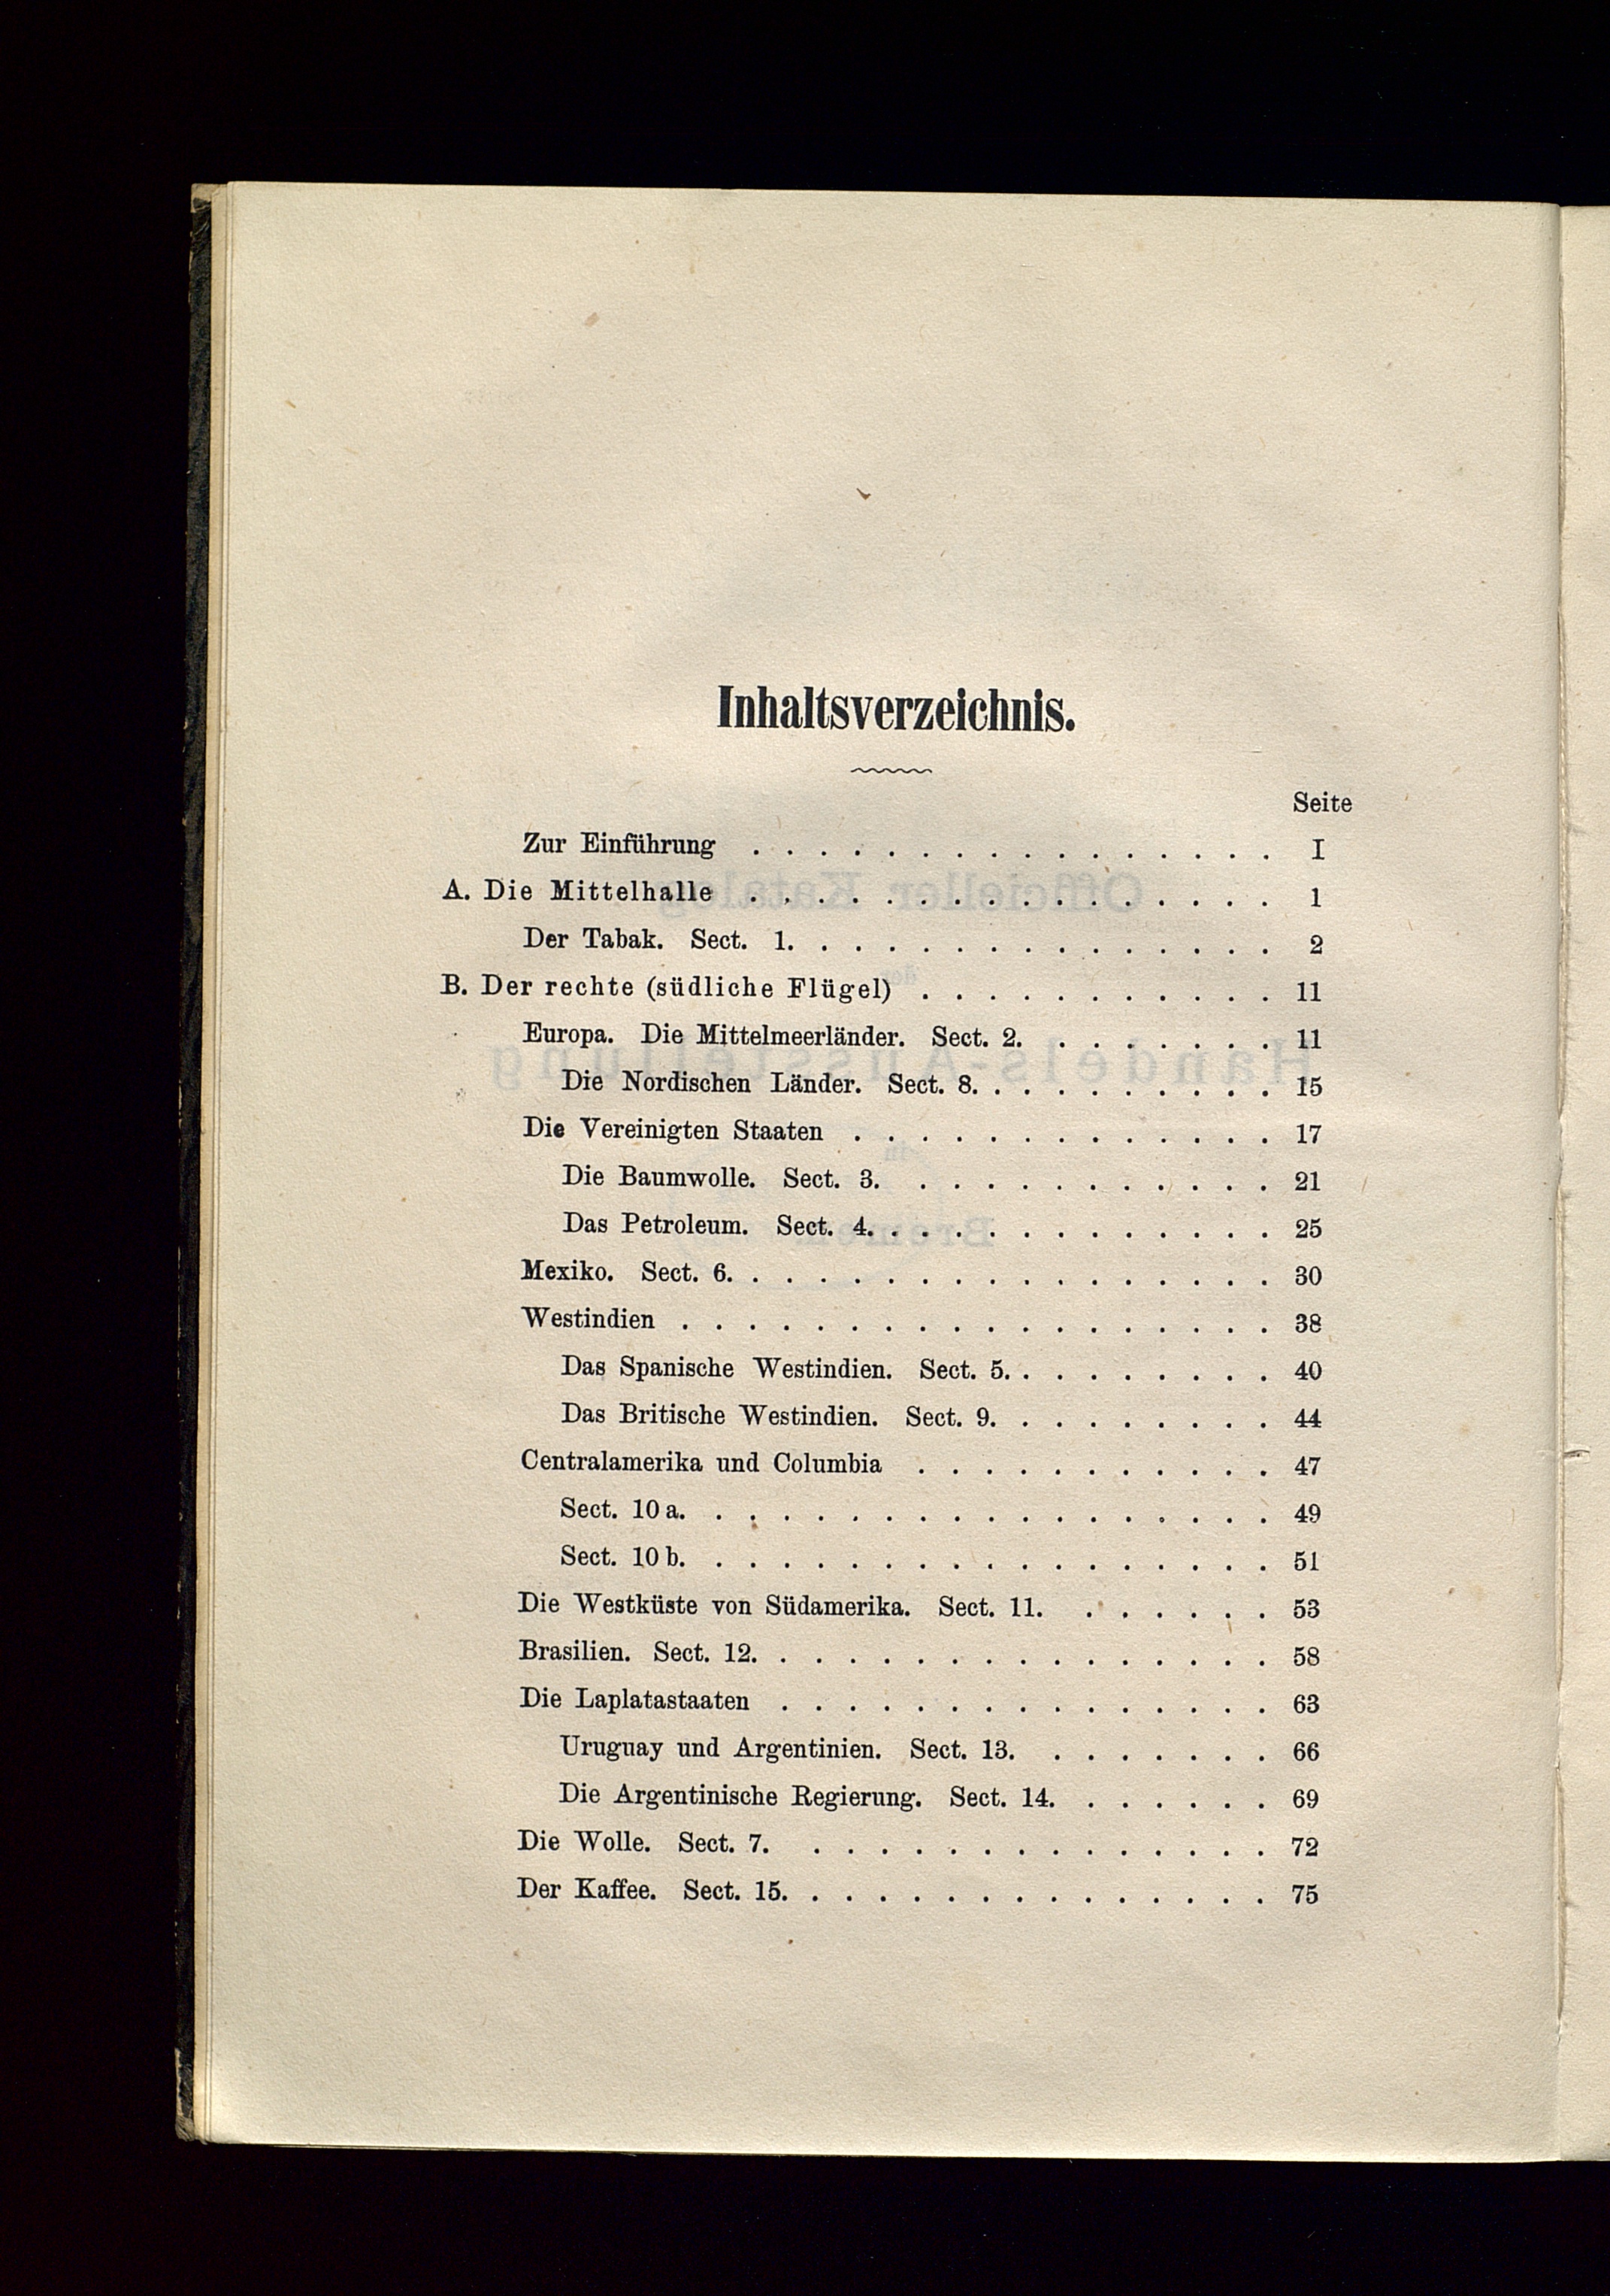 Inhaltsverzeichnis.
Seite
Zur Einführung . . . . . . . . . . . . . . . . I
A. Die Mittelhalle . . . . . . . . . . . . . . . . 1
Der Tabak. Sect. 1. . . . . . . . . . . . . . . 2
B. Der rechte (südliche Flügel) . . . . . . . . . . . 11
Europa. Die Mittelmeerländer. Sect. 2. . . . . . . . 11
Die Nordischen Länder. Sect. 8. . . . . . . . . . 15
Die Vereinigten Staaten . . . . . . . . . . . . . 17
Die Baumwolle. Sect. 3. . . . . . . . . . . . 21
Das Petroleum. Sect. 4. . . . . . . . . . . . . 25
Mexiko. Sect. 6. . . . . . . . . . . . . . . . . 30
Westindien . . . . . . . . . . . . . . . . . . 38
Das Spanische Westindien. Sect. 5. . . . . . . . . 40
Das Britische Westindien. Sect. 9. . . . . . . . . 44
Centralamerika und Columbia . . . . . . . . . . . 47
Sect. 10 a. . . . . . . . . . . . . . . . . . 49
Sect. 10 b. . . . . . . . . . . . . . . . . . 51
Die Westküste von Südamerika. Sect. 11. . . . . . . 53
Brasilien. Sect. 12. . . . . . . . . . . . . . . . 58
Die Laplatastaaten . . . . . . . . . . . . . . . 63
Uruguay und Argentinien. Sect. 13. . . . . . . . 66
Die Argentinische Regierung. Sect. 14. . . . . . . 69
Die Wolle. Sect. 7. . . . . . . . . . . . . . . 72
Der Kaffee. Sect. 15. . . . . . . . . . . . . . . 75